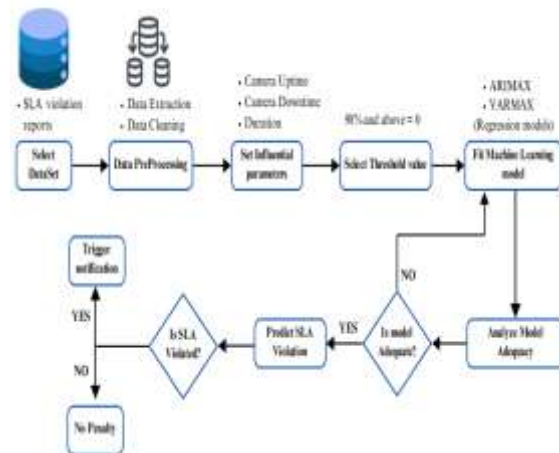 • SLA violation
reports
• Data Extraction
• Data Cleaning
• Camera Uptime
• Camera Downtime
• Duration
90% and above = 0
• ARIMAX
• VARMAX
(Regression models)
Select
DataSet
Data PreProcessing
Set Influential
parameters
Select Threshold value
Fit Machine Learning
model
Trigger
notification
NO
YES
Is SLA
Violated?
Predict SLA
Violation
YES
Is model
Adequate?
Analyze Model
Adequacy
NO
No Penalty